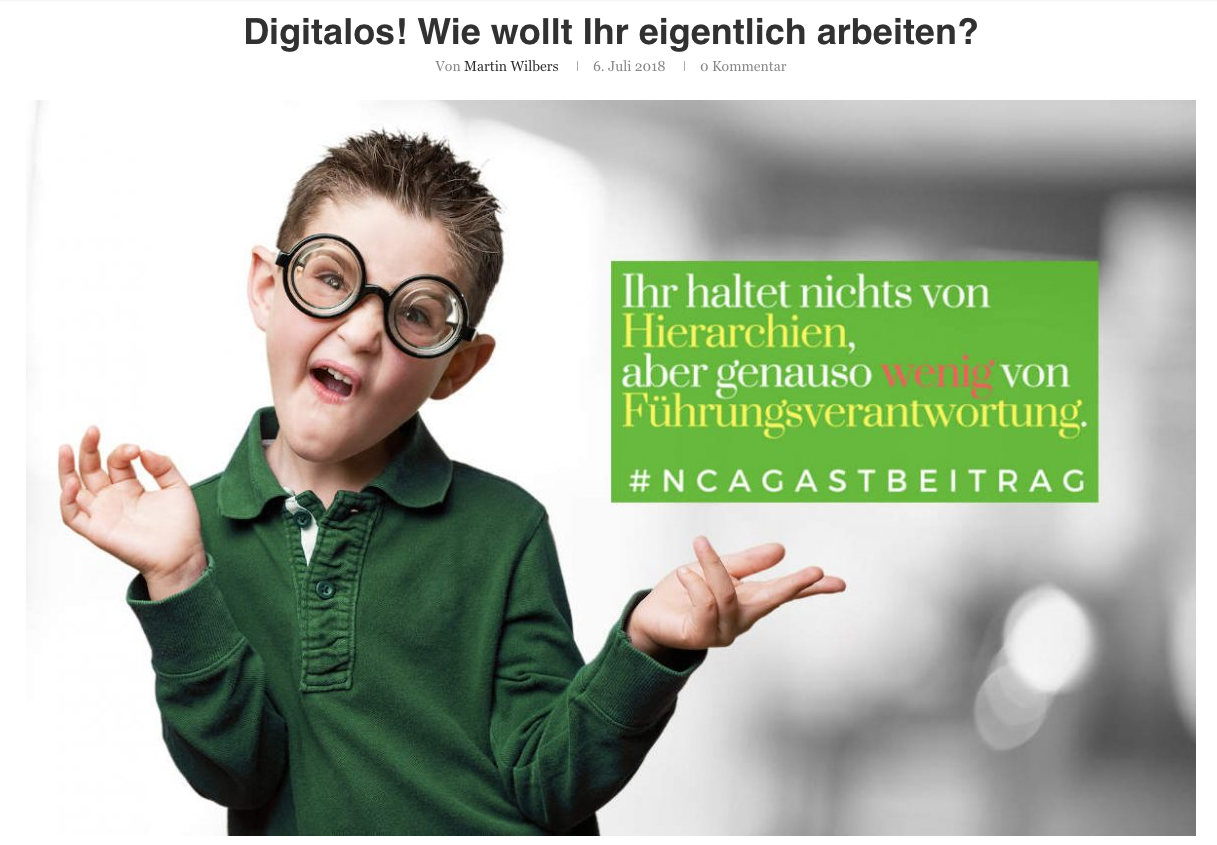 Digitalos! Wie wollt Ihr eigentlich arbeiten?
Von Martin Wilbers | 6. Juli 2018 | 0 Kommentar
Ihr haltet nichts von
Hierarchien,
aber genauso wenig von
Führungsverantwortung.
#NCAGASTBEITRAG